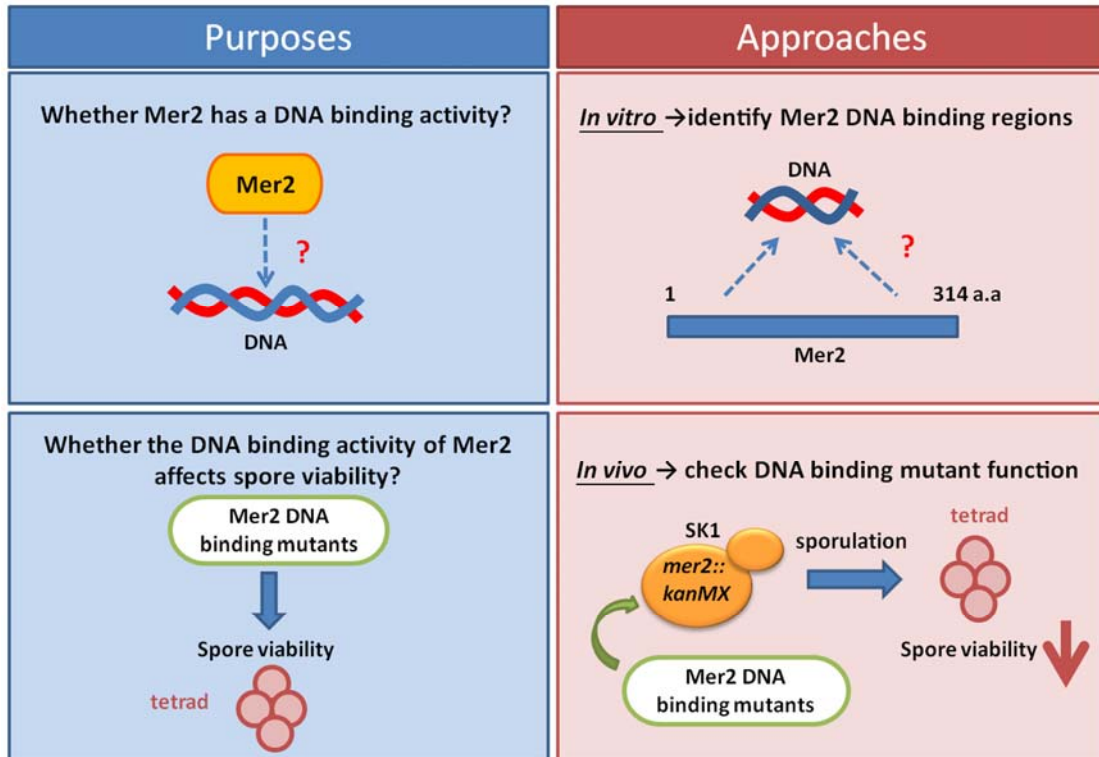 Purposes
Approaches
Whether Mer2 has a DNA binding activity?
Mer2
?
DNA
In vitro →identify Mer2 DNA binding regions
DNA
?
1
314 a.a
Mer2
Whether the DNA binding activity of Mer2
affects spore viability?
Mer2 DNA
binding mutants
Spore viability
tetrad
In vivo → check DNA binding mutant function
SK1
mer2::
kanMX
sporulation
tetrad
Spore viability
Mer2 DNA
binding mutants